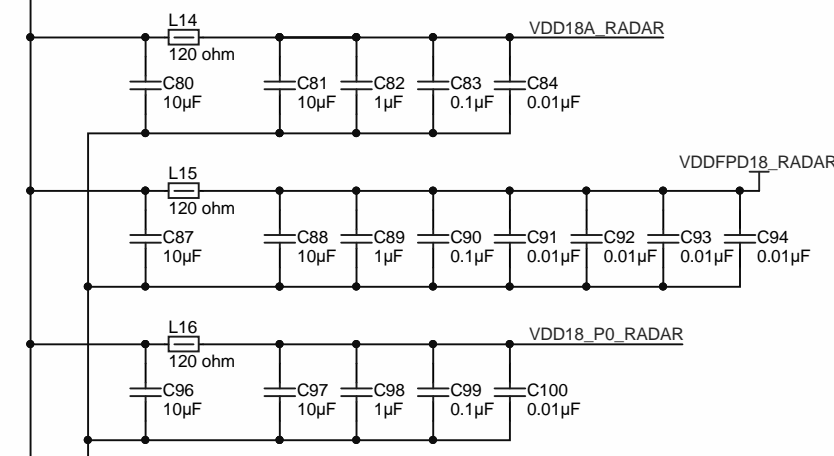 L14
VDD18A_RADAR
120 ohm
C80
C81
C82
C83
C84
10µF
10µF
1µF
0.1µF
0.01µF
VDDFPD18_RADAR
L15
120 ohm
C87
C88
C89
C90
C91
C92
C93
C94
10µF
10µF
1µF
0.1µF
0.01µF
0.01µF
0.01µF
0.01µF
L16
VDD18_P0_RADAR
120 ohm
C96
C97
C98
C99
C100
10µF
10µF
1µF
0.1µF
0.01µF